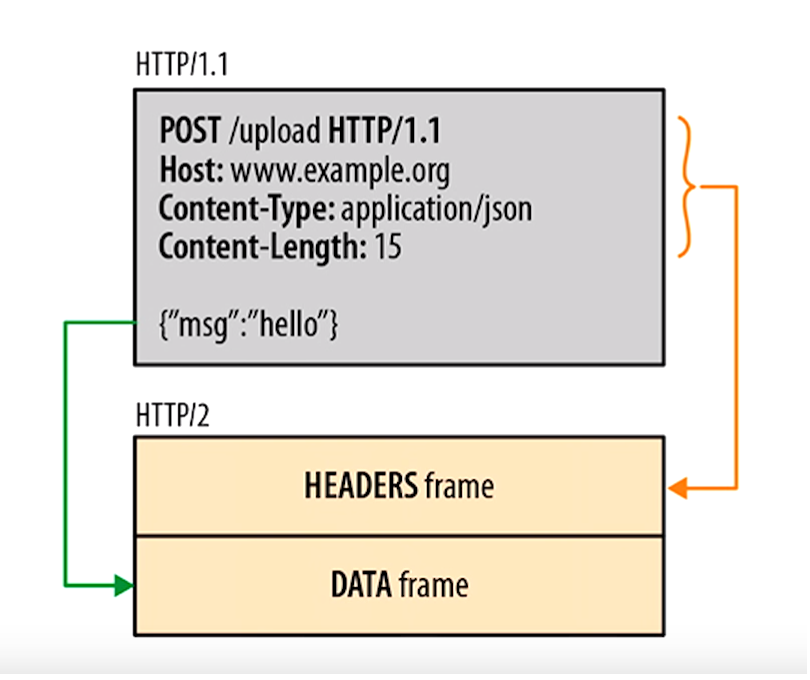 HTTP/1.1
POST /upload HTTP/1.1
Host: www.example.org
Content-Type: application/json
Content-Length: 15
{”msg”:”hello”}
HTTP/2
HEADERS frame
DATA frame